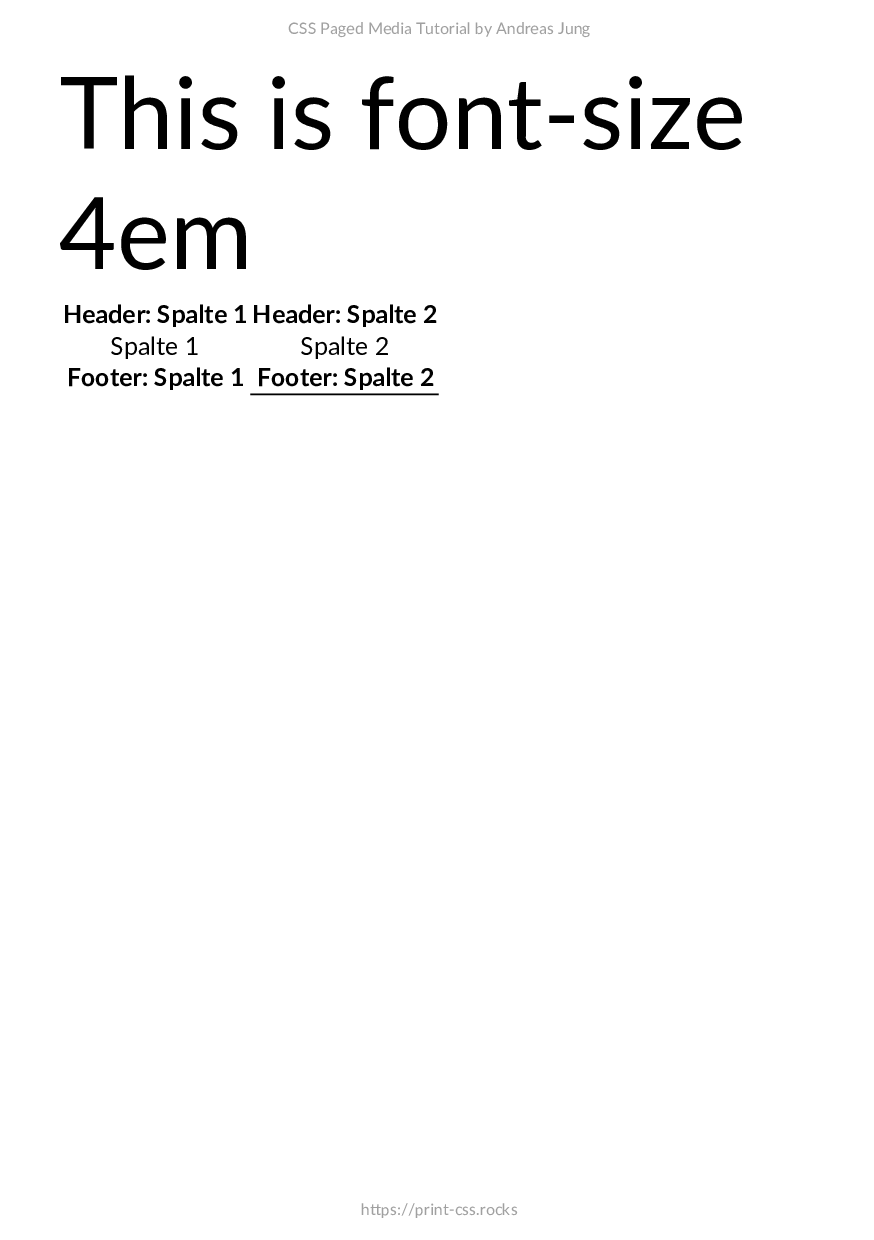 CSS Paged Media Tutorial by Andreas Jung
This is font-size
4em
Header: Spalte 1 Header: Spalte 2
Spalte 1 Spalte 2
Footer: Spalte 1 Footer: Spalte 2
https://print-css.rocks